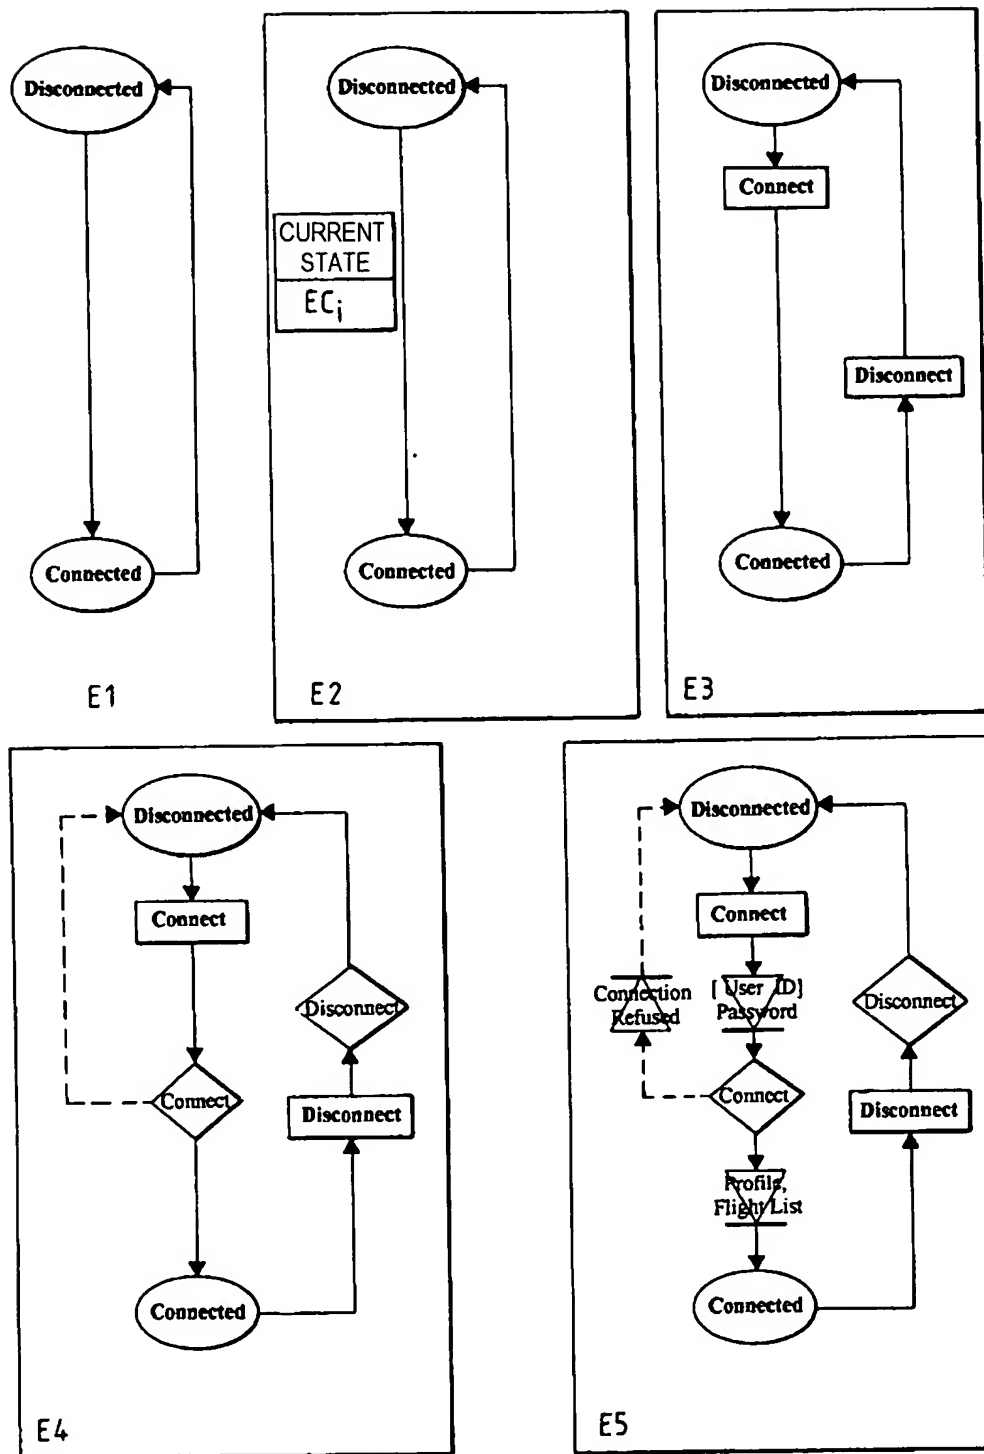 Disconnected
Connected
E1
Disconnected
CURRENT
STATE
ECi
Connected
E2
Disconnected
Connect
Disconnect
Connected
E3
Disconnected
Connect
Disconnect
Connect
Disconnect
Connected
E4
Disconnected
Connect
Connection
Refused
[ User ID]
Password
Disconnect
Connect
Disconnect
Profile,
Flight List
Connected
E5